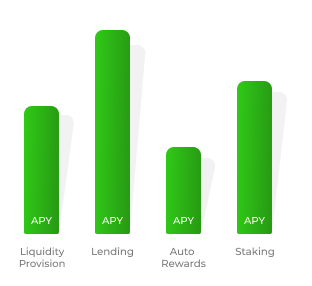 APY APY APY APY
Liquidity Provision
Lending
Auto Rewards
Staking